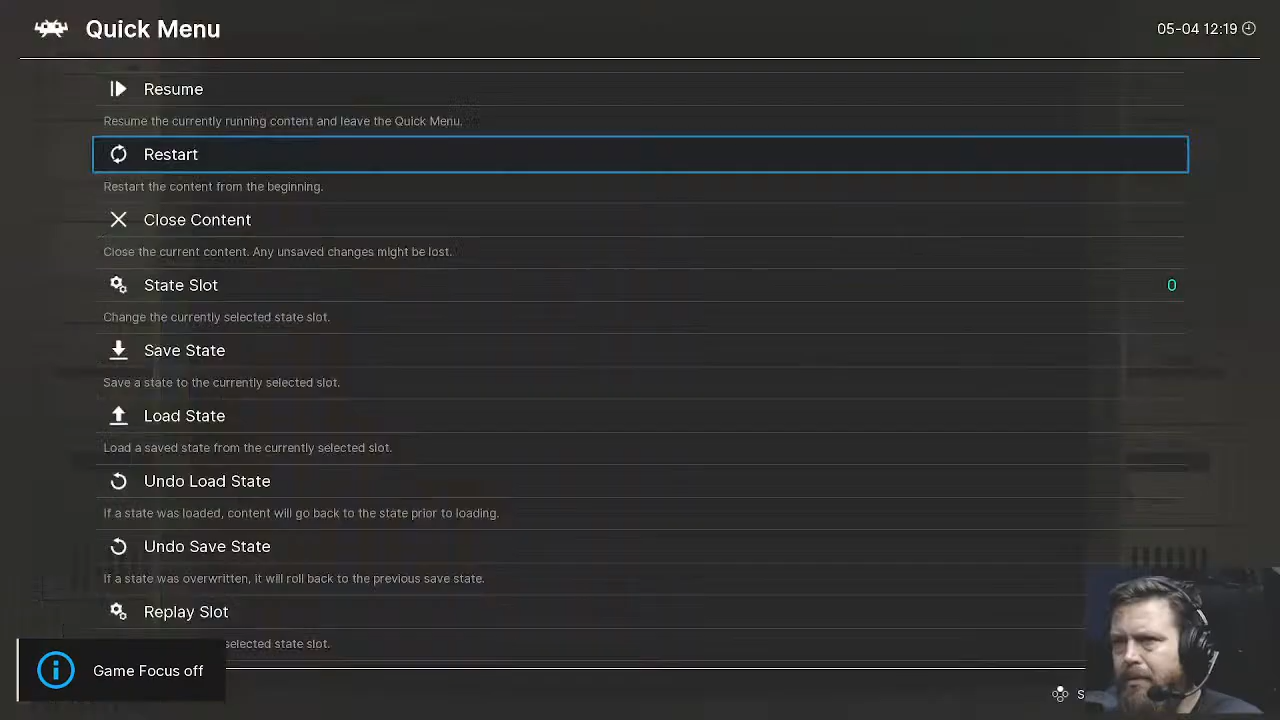 Quick Menu
05-04 12:19
Resume
Resume the currently running content and leave the Quick Menu.
Restart
Restart the content from the beginning.
Close Content
Close the current content. Any unsaved changes might be lost.
State Slot
0
Change the currently selected state slot.
Save State
Save a state to the currently selected slot.
Load State
Load a saved state from the currently selected slot.
Undo Load State
If a state was loaded, content will go back to the state prior to loading.
Undo Save State
If a state was overwritten, it will roll back to the previous save state.
Replay Slot
selected state slot.
Game Focus off
S